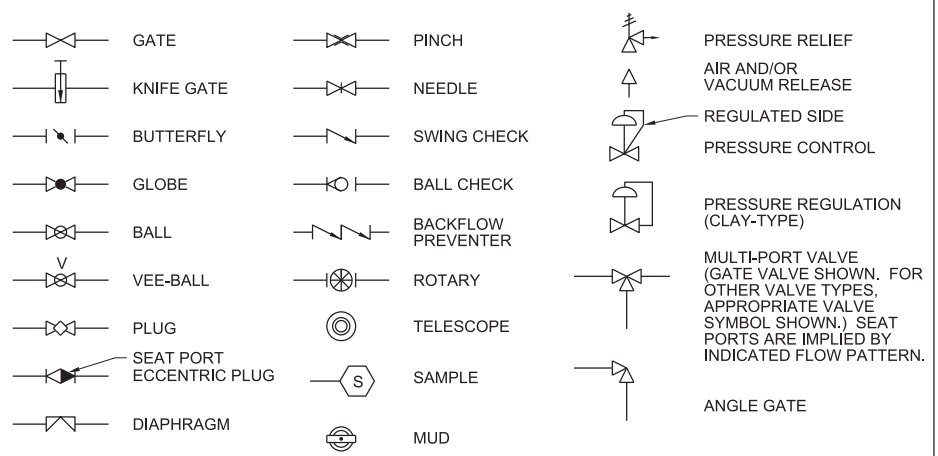 GATE
KNIFE GATE
BUTTERFLY
GLOBE
BALL
V
VEE-BALL
PLUG
SEAT PORT
ECCENTRIC PLUG
DIAPHRAGM
PINCH
NEEDLE
SWING CHECK
BALL CHECK
BACKFLOW
PREVENTER
ROTARY
TELESCOPE
S
SAMPLE
MUD
PRESSURE RELIEF
AIR AND/OR
VACUUM RELEASE
REGULATED SIDE
PRESSURE CONTROL
PRESSURE REGULATION
(CLAY-TYPE)
MULTI-PORT VALVE
(GATE VALVE SHOWN. FOR
OTHER VALVE TYPES,
APPROPRIATE VALVE
SYMBOL SHOWN.) SEAT
PORTS ARE IMPLIED BY
INDICATED FLOW PATTERN.
ANGLE GATE